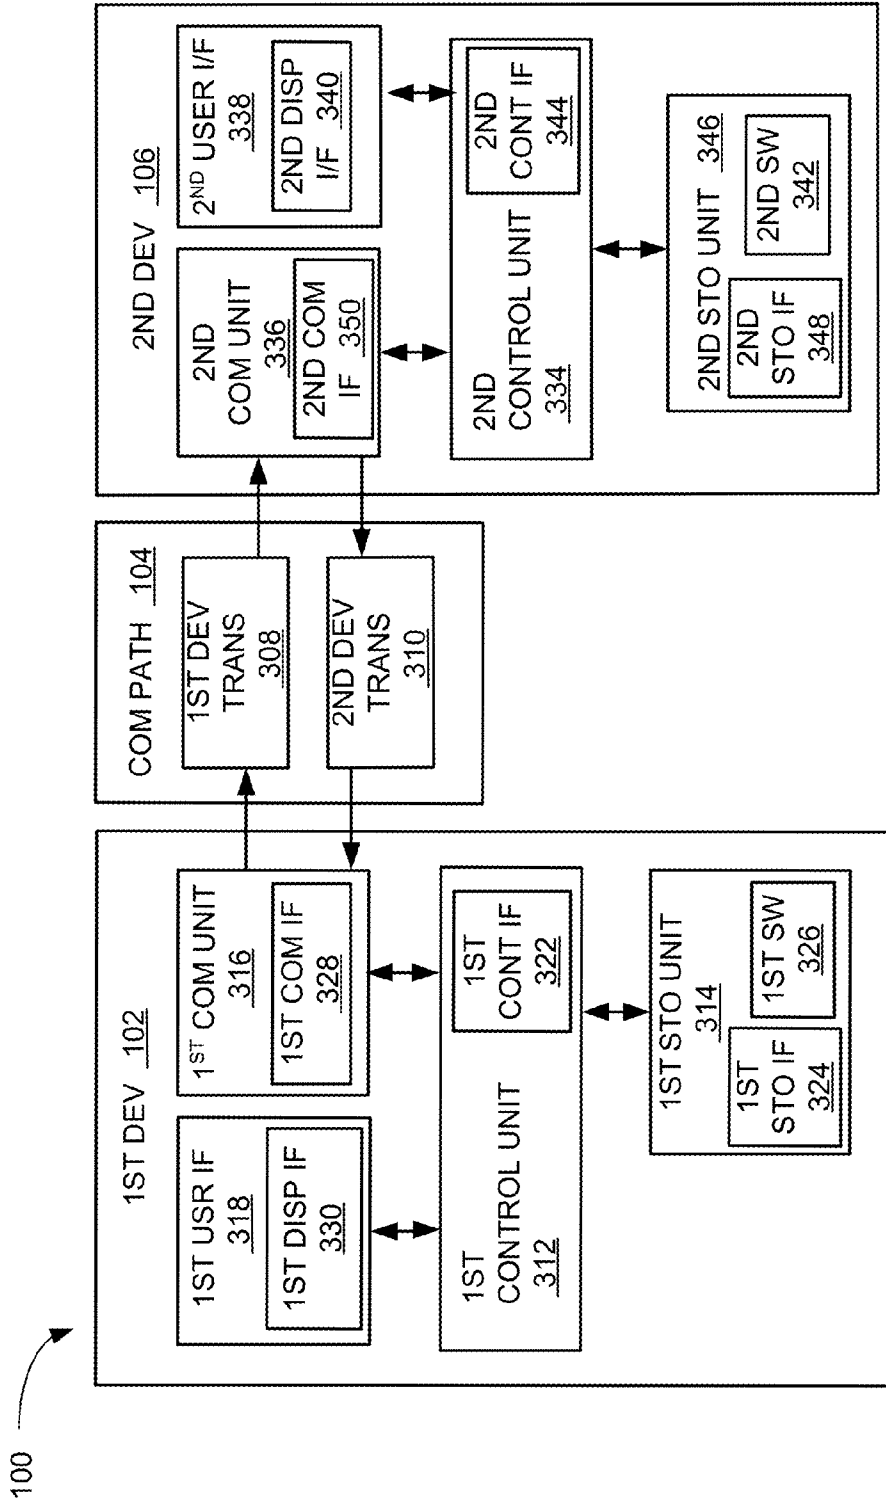 100
1ST DEV 102
1ST USR IF
318
1ST DISP IF
330
1ST COM UNIT
316
1ST COM IF
328
1ST
CONTROL UNIT
312
1ST
CONT IF
322
1ST STO UNIT
314
1ST
STO IF
324
1ST SW
326
COM PATH 104
1ST DEV
TRANS
308
2ND DEV
TRANS
310
2ND DEV 106
2ND
COM UNIT
336
2ND COM
IF 350
2ND USER I/F
338
2ND DISP
I/F 340
2ND
CONTROL UNIT
334
2ND
CONT IF
344
2ND STO UNIT 346
2ND
STO IF
348
2ND SW
342